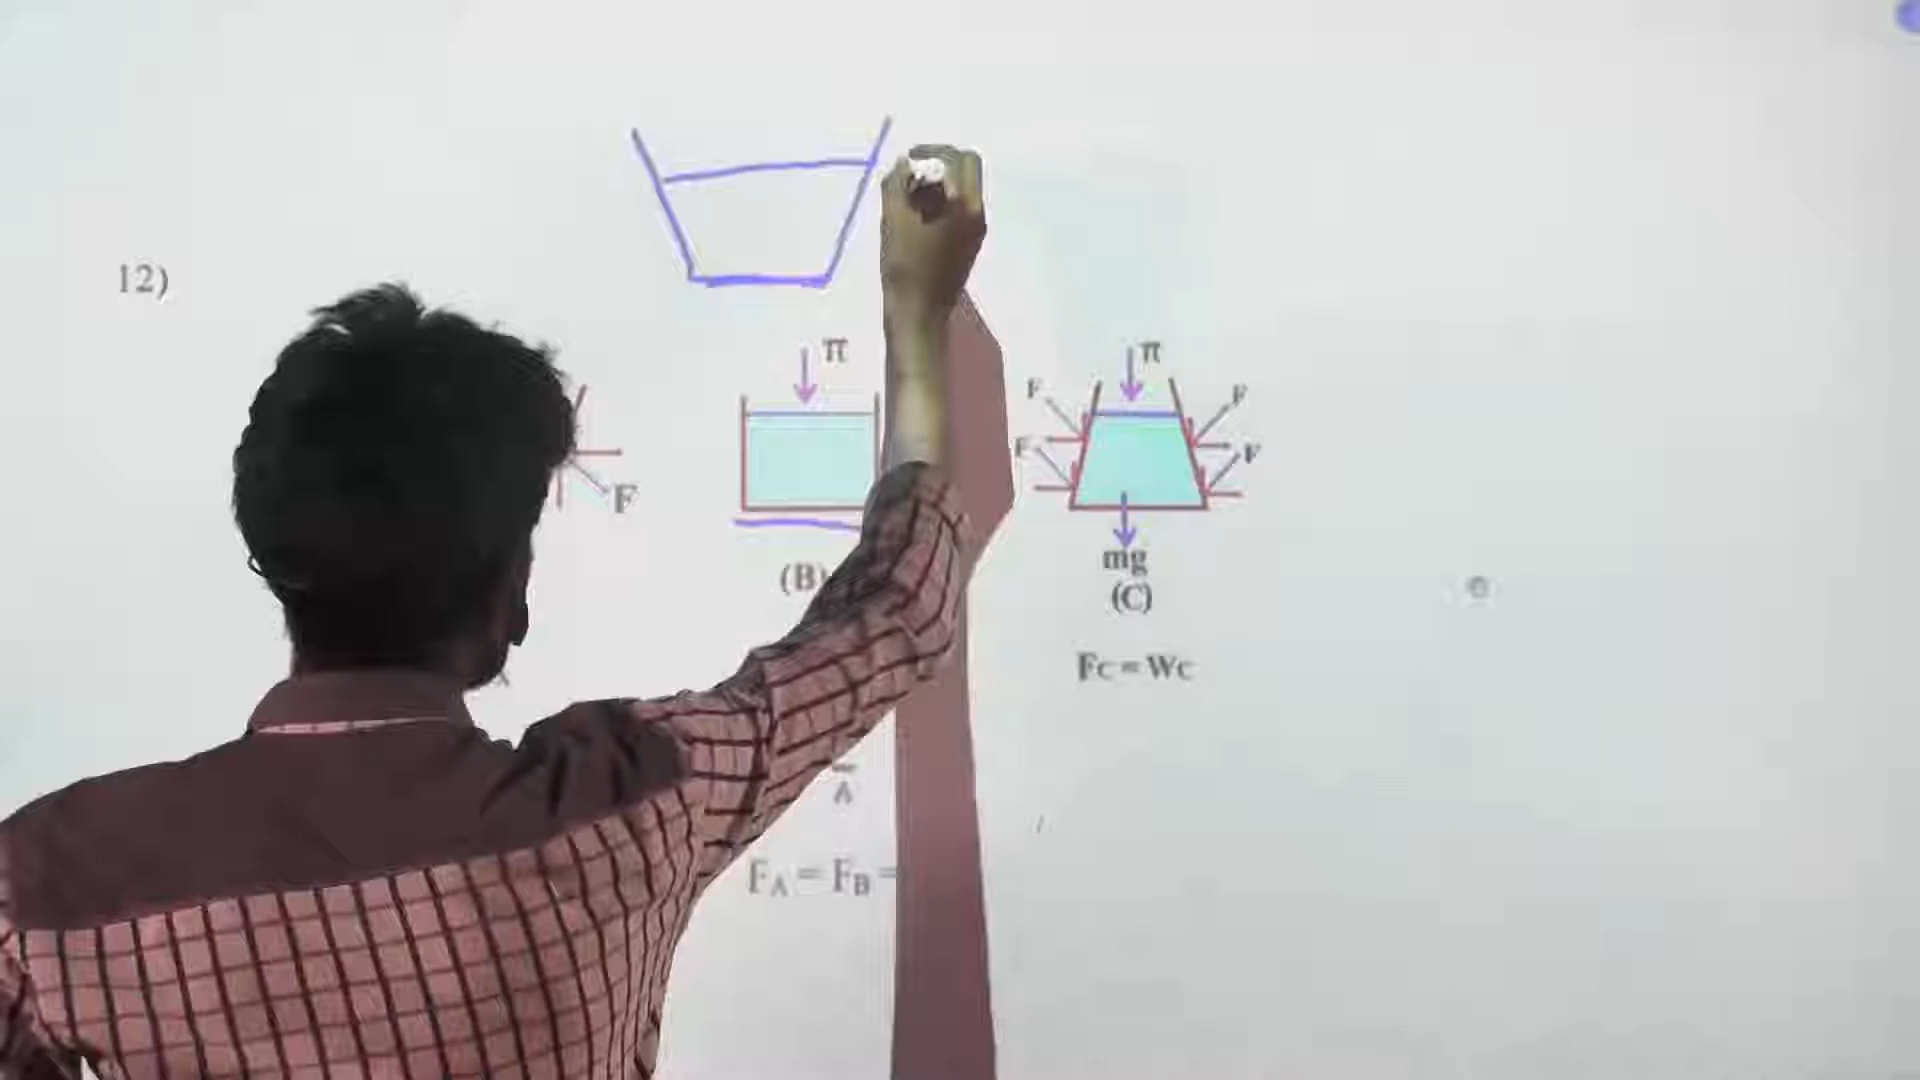 12)
π
π
F
F
F
F
F
mg
(B)
(C)
Fc = Wc
A
FA = FB =